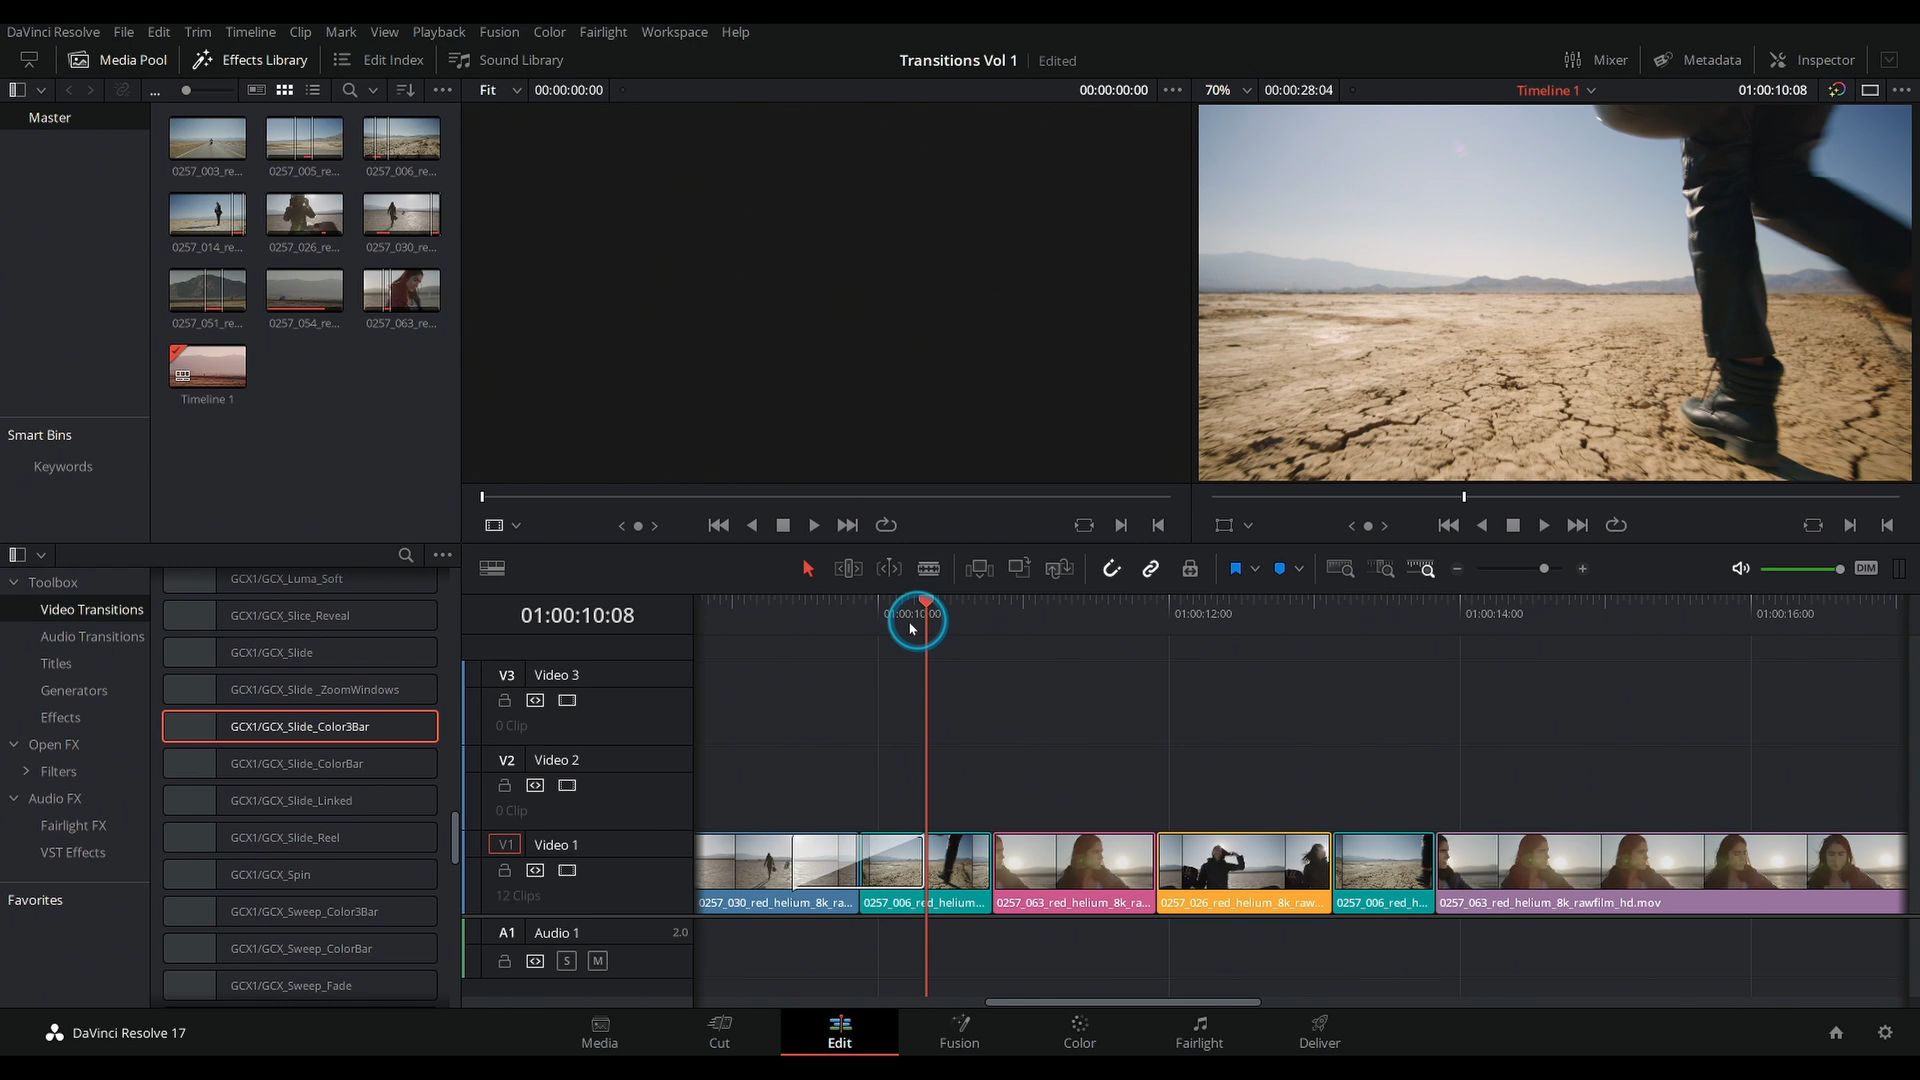 DaVinci Resolve File Edit Trim Timeline Clip Mark View Playback Fusion Color Fairlight Workspace Help
Media Pool Effects Library Edit Index Sound Library Transitions Vol 1 Edited Mixer Metadata Inspector
... Fit 00:00:00:00 00:00:00:00 70% 00:00:28:04 Timeline 1 01:00:10:08
Master
0257_003_re... 0257_005_re... 0257_006_re...
0257_014_re... 0257_026_re... 0257_030_re...
0257_051_re... 0257_054_re... 0257_063_re...
Timeline 1
Smart Bins
Keywords
Toolbox
Video Transitions
Audio Transitions
Titles
Generators
Effects
Open FX
Filters
Audio FX
Fairlight FX
VST Effects
Favorites
GCX1/GCX_Luma_Soft
GCX1/GCX_Slice_Reveal
GCX1/GCX_Slide
GCX1/GCX_Slide _ZoomWindows
GCX1/GCX_Slide_Color3Bar
GCX1/GCX_Slide_ColorBar
GCX1/GCX_Slide_Linked
GCX1/GCX_Slide_Reel
GCX1/GCX_Spin
GCX1/GCX_Sweep_Color3Bar
GCX1/GCX_Sweep_ColorBar
GCX1/GCX_Sweep_Fade
DIM
01:00:10:08 01:00:10:00 01:00:12:00 01:00:14:00 01:00:16:00
V3 Video 3
0 Clip
V2 Video 2
0 Clip
V1 Video 1
12 Clips
0257_030_red_helium_8k_ra... 0257_006_red_helium... 0257_063_red_helium_8k_ra... 0257_026_red_helium_8k_raw... 0257_006_red_h... 0257_063_red_helium_8k_rawfilm_hd.mov
A1 Audio 1 2.0
S M
DaVinci Resolve 17 Media Cut Edit Fusion Color Fairlight Deliver